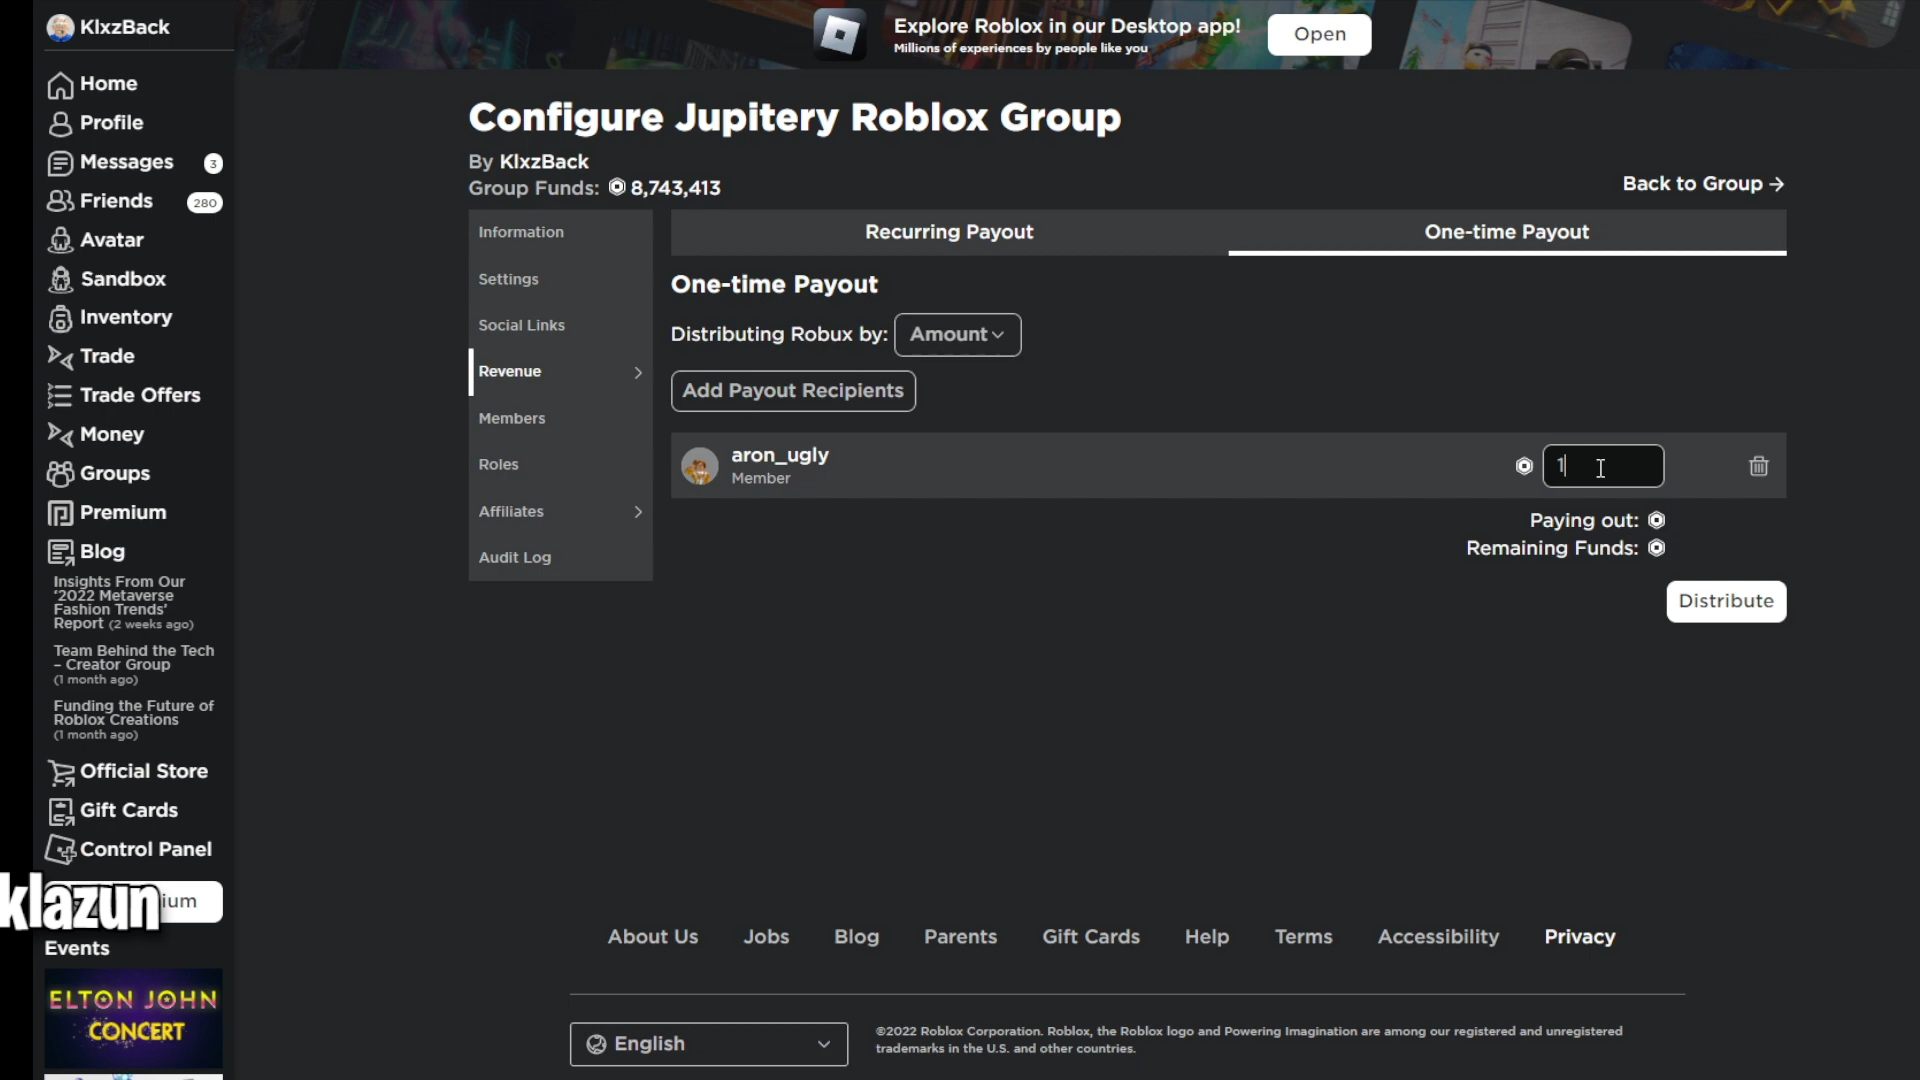 KlxzBack
Home
Profile
Messages 3
Friends 280
Avatar
Sandbox
Inventory
Trade
Trade Offers
Money
Groups
Premium
Blog
Insights From Our
‘2022 Metaverse
Fashion Trends’
Report (2 weeks ago)
Team Behind the Tech
– Creator Group
(1 month ago)
Funding the Future of
Roblox Creations
(1 month ago)
Official Store
Gift Cards
Control Panel
ium
klazun
Events
ELTON JOHN
CONCERT
Explore Roblox in our Desktop app!
Millions of experiences by people like you
Open
Configure Jupitery Roblox Group
By KlxzBack
Group Funds: 8,743,413
Back to Group →
Information
Settings
Social Links
Revenue
Members
Roles
Affiliates
Audit Log
Recurring Payout
One-time Payout
One-time Payout
Distributing Robux by: Amount
Add Payout Recipients
aron_ugly
Member
1
Paying out:
Remaining Funds:
Distribute
About Us Jobs Blog Parents Gift Cards Help Terms Accessibility Privacy
English
©2022 Roblox Corporation. Roblox, the Roblox logo and Powering Imagination are among our registered and unregistered
trademarks in the U.S. and other countries.